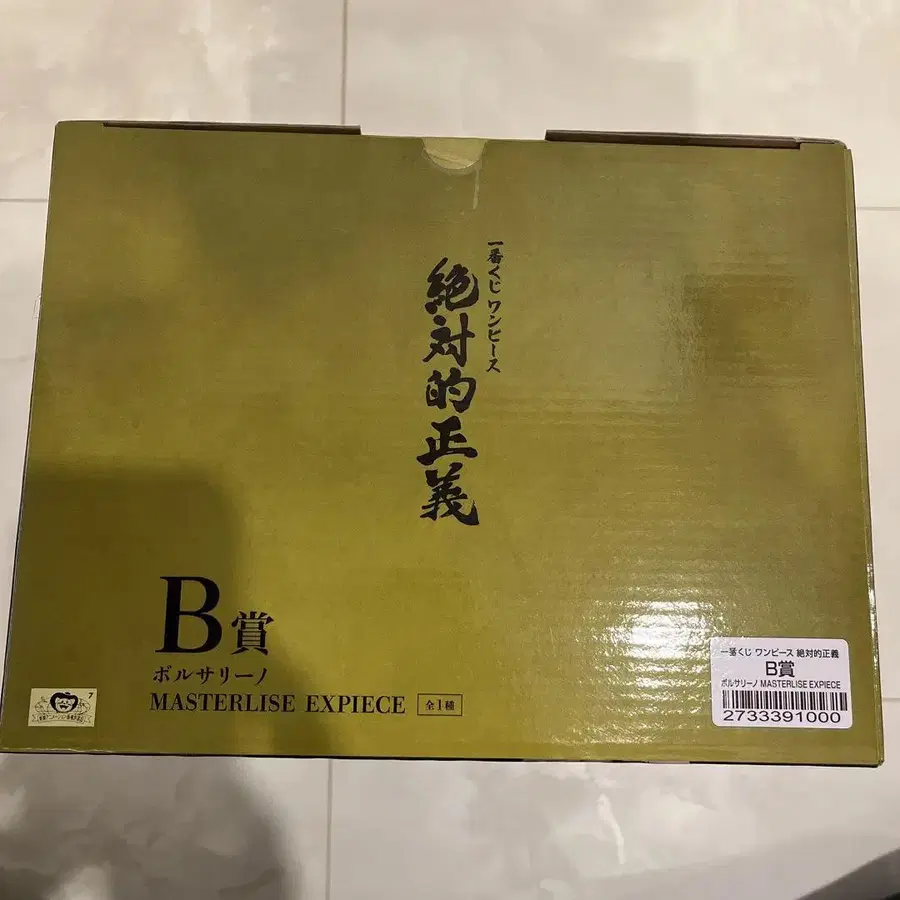 一番くじ ワンピース
絶対的正義
B賞
ボルサリーノ
MASTERLISE EXPIECE 全1種
7
一番くじ ワンピース 絶対的正義
B賞
ボルサリーノ MASTERLISE EXPIECE
2733391000